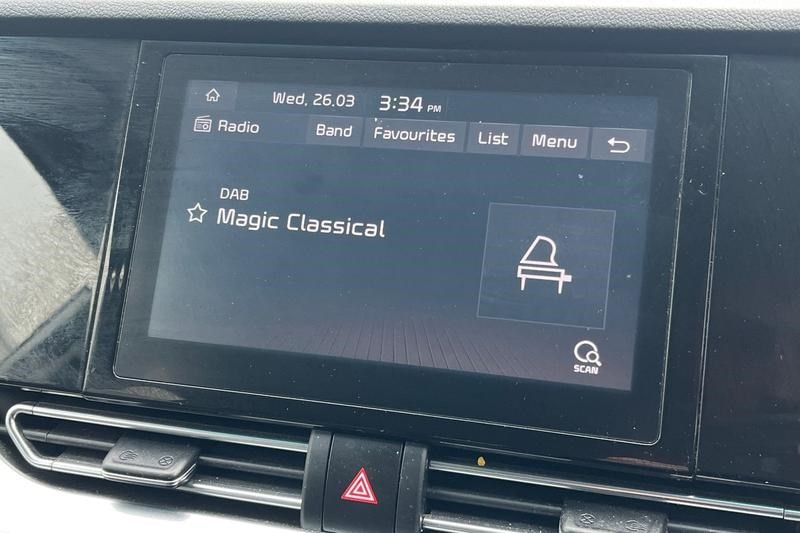 Wed, 26.03 3:34 PM
Radio Band Favourites List Menu
DAB
Magic Classical
SCAN